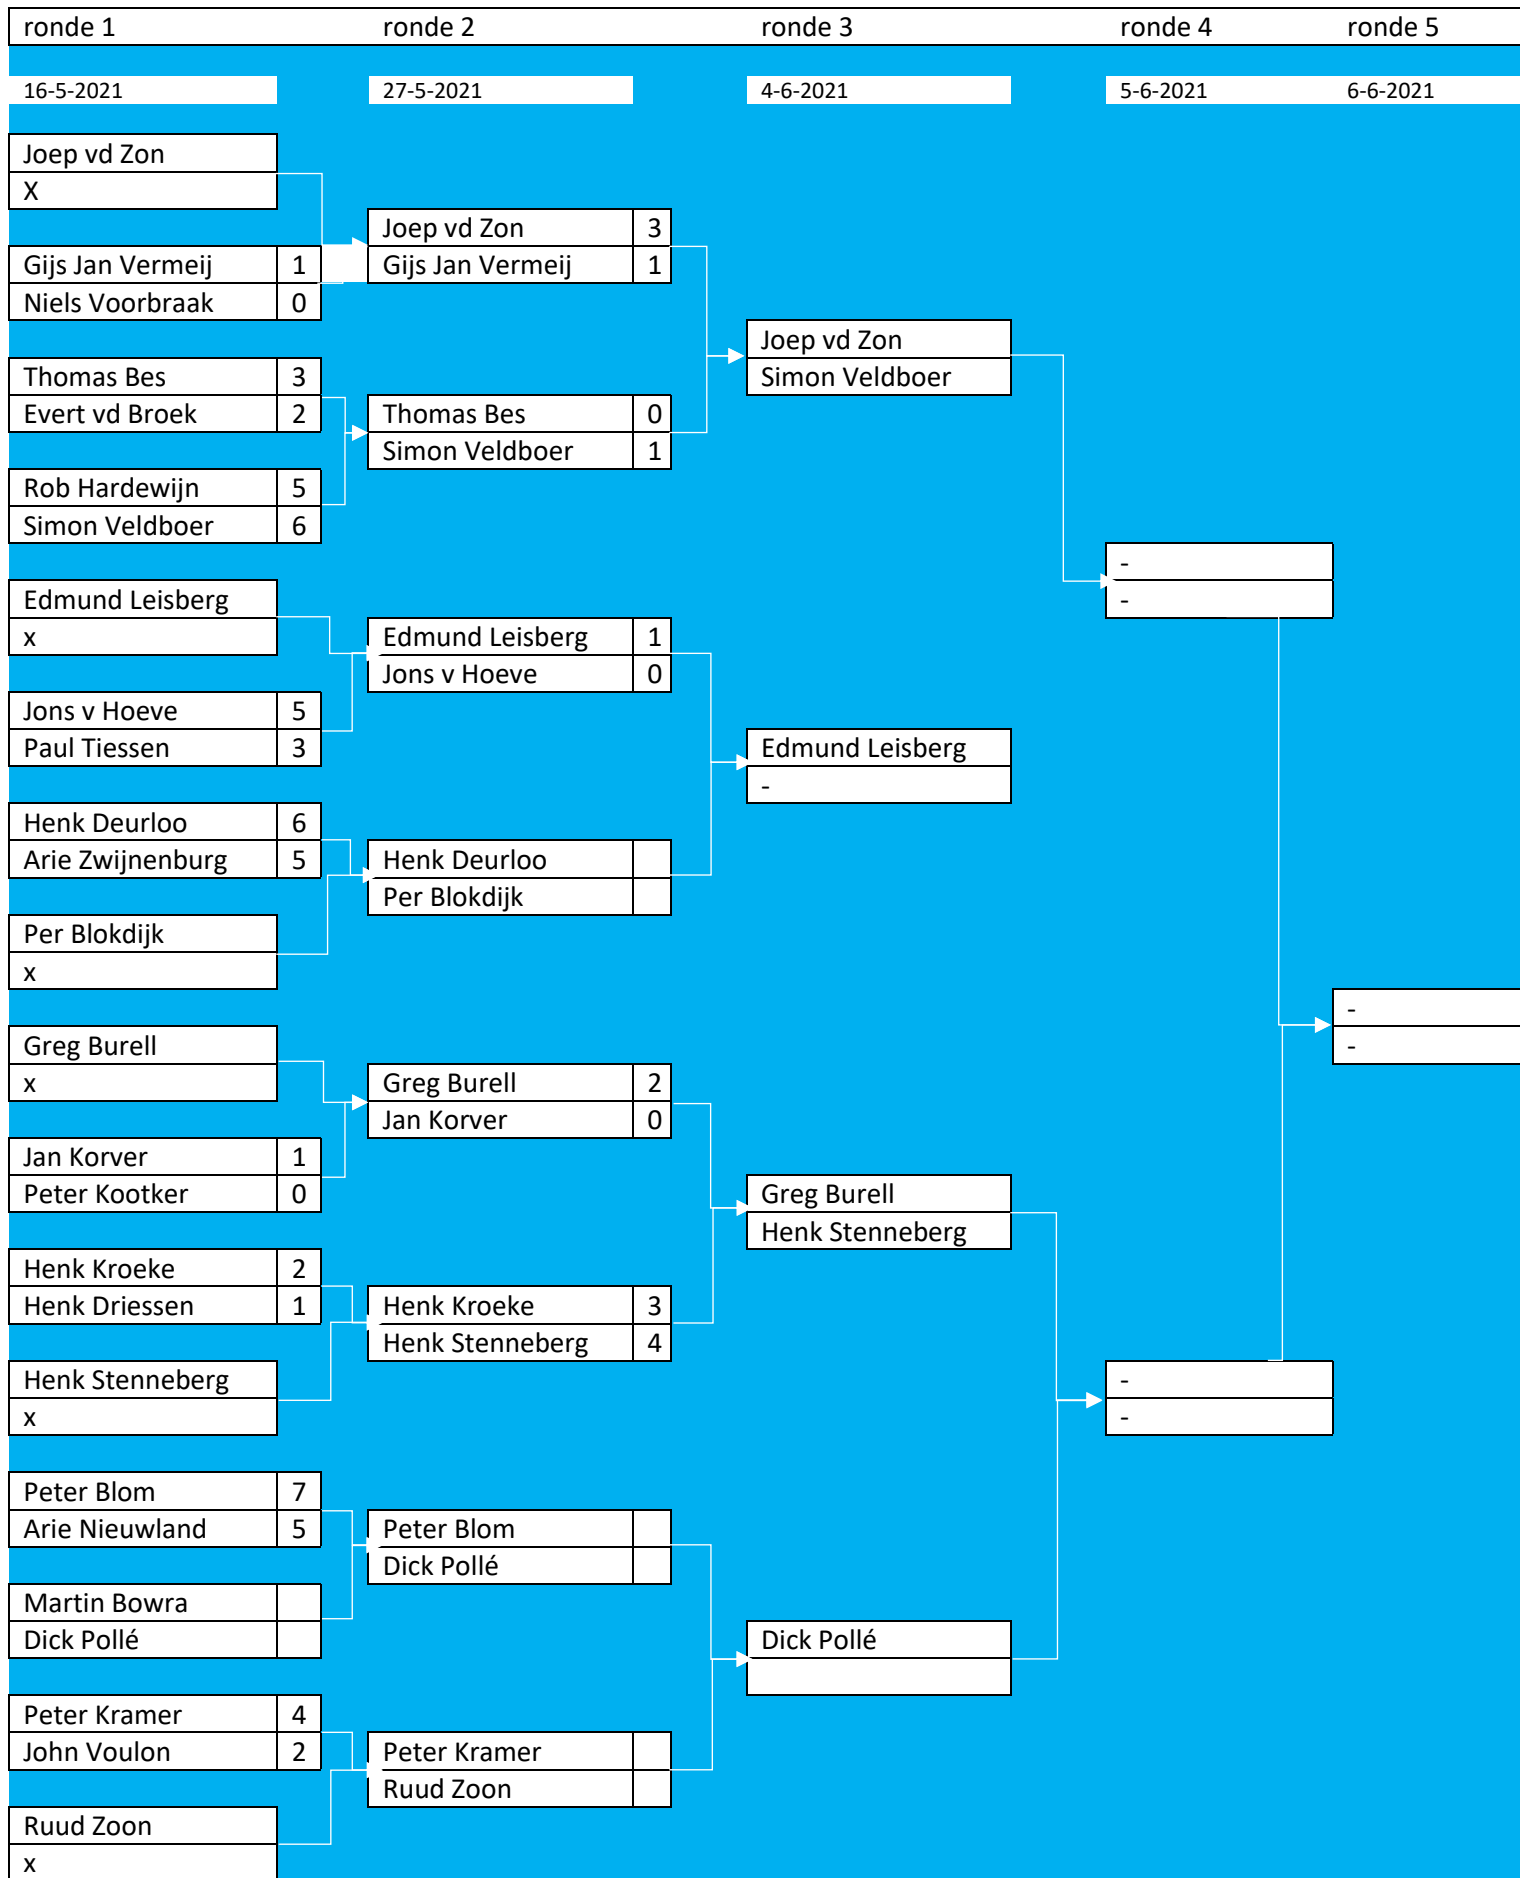 ronde 1 ronde 2 ronde 3 ronde 4 ronde 5
16-5-2021 27-5-2021 4-6-2021 5-6-2021 6-6-2021
Joep vd Zon
X
Gijs Jan Vermeij 1
Niels Voorbraak 0
Thomas Bes 3
Evert vd Broek 2
Rob Hardewijn 5
Simon Veldboer 6
Edmund Leisberg
x
Jons v Hoeve 5
Paul Tiessen 3
Henk Deurloo 6
Arie Zwijnenburg 5
Per Blokdijk
x
Greg Burell
x
Jan Korver 1
Peter Kootker 0
Henk Kroeke 2
Henk Driessen 1
Henk Stenneberg
x
Peter Blom 7
Arie Nieuwland 5
Martin Bowra
Dick Pollé
Peter Kramer 4
John Voulon 2
Ruud Zoon
x
Joep vd Zon 3
Gijs Jan Vermeij 1
Thomas Bes 0
Simon Veldboer 1
Edmund Leisberg 1
Jons v Hoeve 0
Henk Deurloo
Per Blokdijk
Greg Burell 2
Jan Korver 0
Henk Kroeke 3
Henk Stenneberg 4
Peter Blom
Dick Pollé
Peter Kramer
Ruud Zoon
Joep vd Zon
Simon Veldboer
Edmund Leisberg
-
Greg Burell
Henk Stenneberg
Dick Pollé
-
-
-
-
-
-